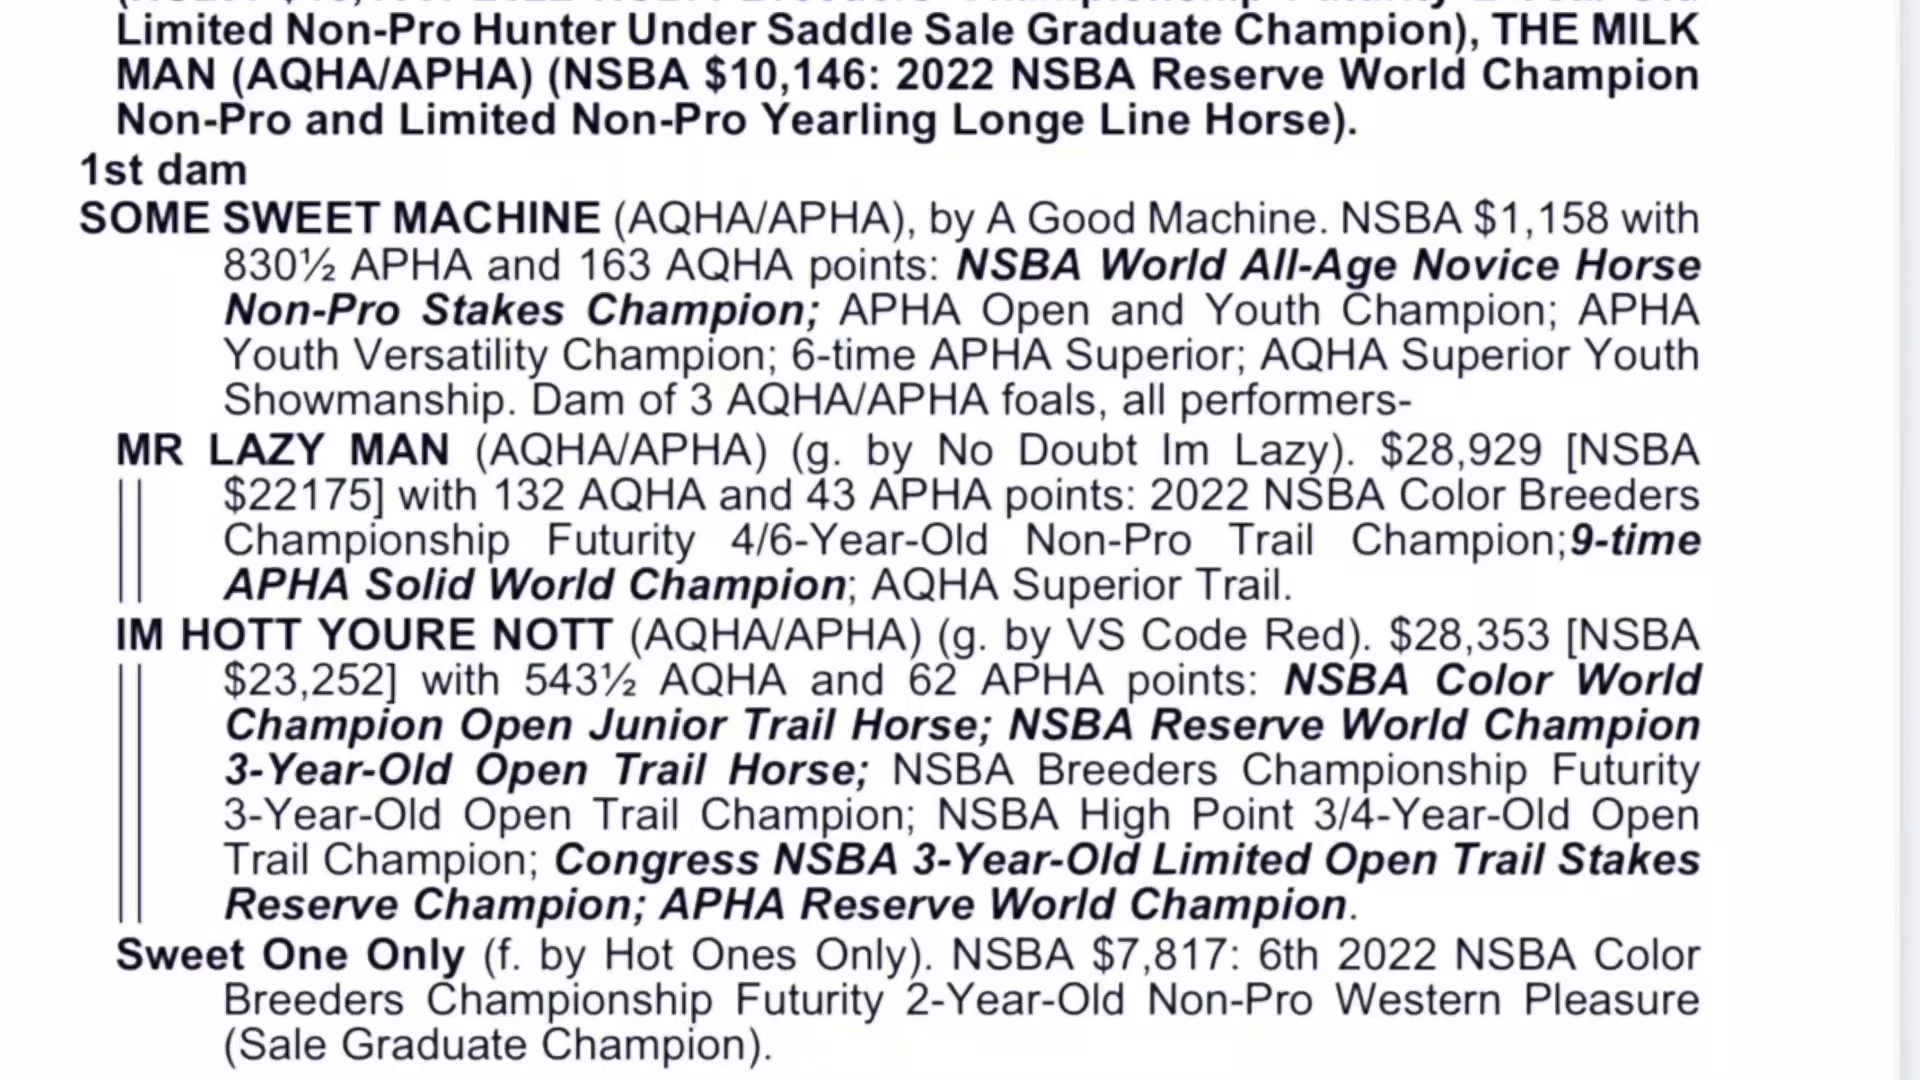 Limited Non-Pro Hunter Under Saddle Sale Graduate Champion), THE MILK
MAN (AQHA/APHA) (NSBA $10,146: 2022 NSBA Reserve World Champion
Non-Pro and Limited Non-Pro Yearling Longe Line Horse).
1st dam
SOME SWEET MACHINE (AQHA/APHA), by A Good Machine. NSBA $1,158 with
830½ APHA and 163 AQHA points: NSBA World All-Age Novice Horse
Non-Pro Stakes Champion; APHA Open and Youth Champion; APHA
Youth Versatility Champion; 6-time APHA Superior; AQHA Superior Youth
Showmanship. Dam of 3 AQHA/APHA foals, all performers-
MR LAZY MAN (AQHA/APHA) (g. by No Doubt Im Lazy). $28,929 [NSBA
$22175] with 132 AQHA and 43 APHA points: 2022 NSBA Color Breeders
Championship Futurity 4/6-Year-Old Non-Pro Trail Champion;9-time
APHA Solid World Champion; AQHA Superior Trail.
IM HOTT YOURE NOTT (AQHA/APHA) (g. by VS Code Red). $28,353 [NSBA
$23,252] with 543½ AQHA and 62 APHA points: NSBA Color World
Champion Open Junior Trail Horse; NSBA Reserve World Champion
3-Year-Old Open Trail Horse; NSBA Breeders Championship Futurity
3-Year-Old Open Trail Champion; NSBA High Point 3/4-Year-Old Open
Trail Champion; Congress NSBA 3-Year-Old Limited Open Trail Stakes
Reserve Champion; APHA Reserve World Champion.
Sweet One Only (f. by Hot Ones Only). NSBA $7,817: 6th 2022 NSBA Color
Breeders Championship Futurity 2-Year-Old Non-Pro Western Pleasure
(Sale Graduate Champion).